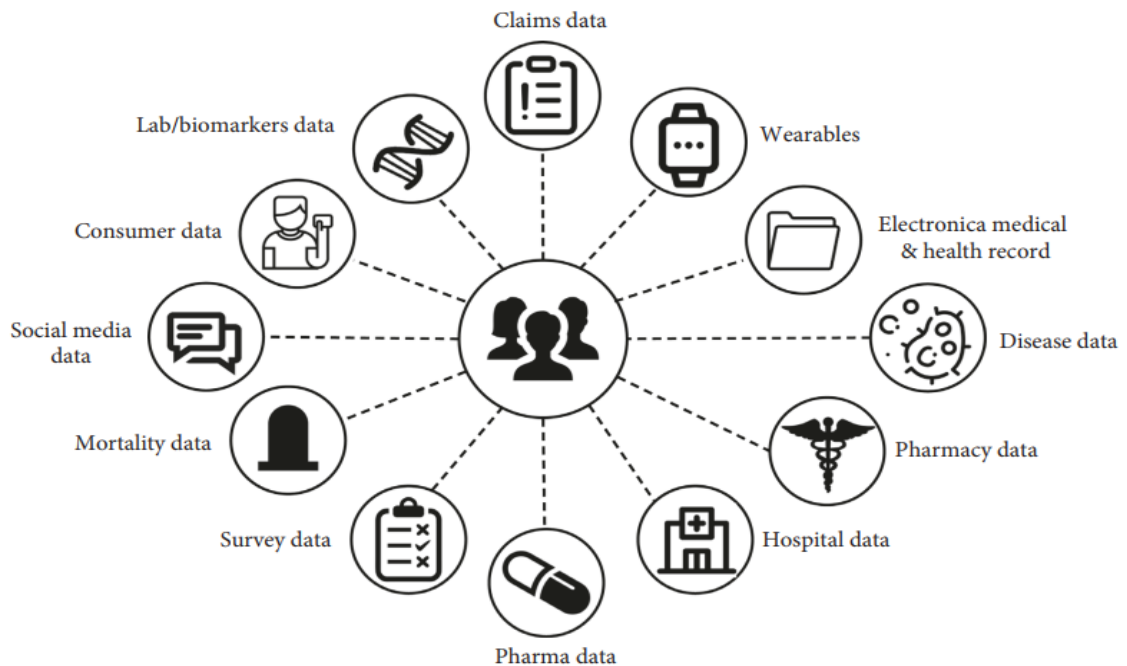 Claims data
Wearables
Lab/biomarkers data
Electronica medical
& health record
Consumer data
Social media
data
Disease data
Mortality data
Pharmacy data
Survey data
Hospital data
Pharma data